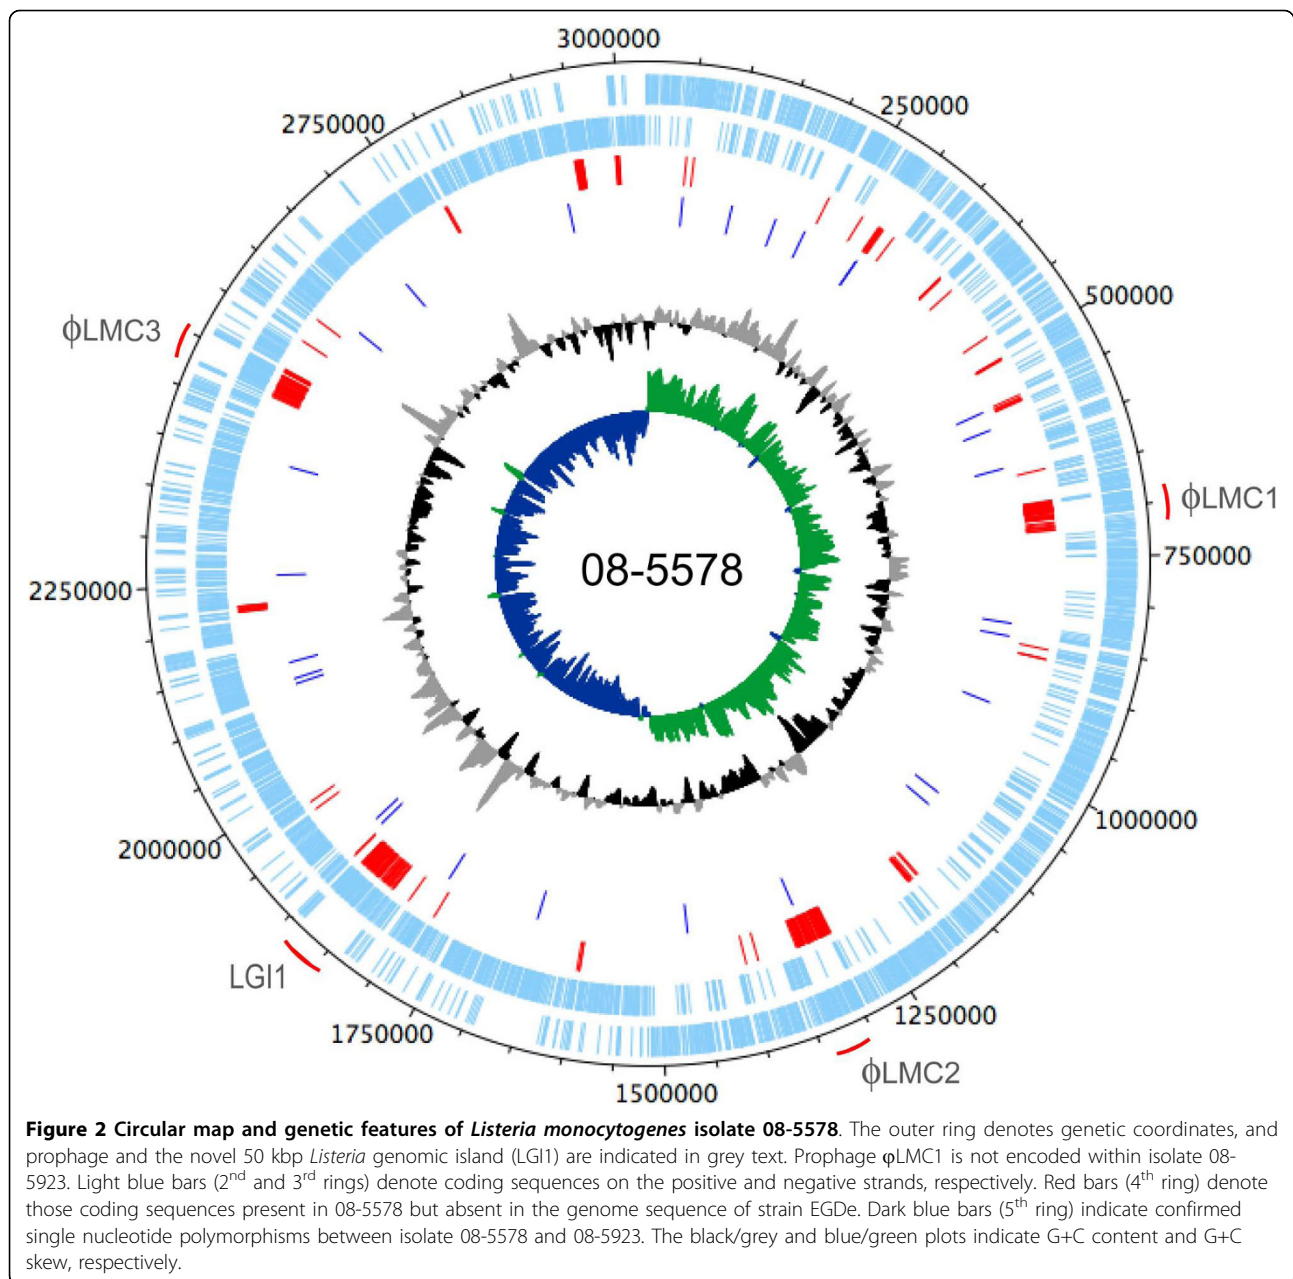 3000000
250000
2750000
500000
ϕLMC3
ϕLMC1
750000
08-5578
2250000
1000000
2000000
LGI1
1250000
1750000
ϕLMC2
1500000
Figure 2 Circular map and genetic features of Listeria monocytogenes isolate 08-5578. The outer ring denotes genetic coordinates, and
prophage and the novel 50 kbp Listeria genomic island (LGI1) are indicated in grey text. Prophage φLMC1 is not encoded within isolate 08-
5923. Light blue bars (2nd and 3rd rings) denote coding sequences on the positive and negative strands, respectively. Red bars (4th ring) denote
those coding sequences present in 08-5578 but absent in the genome sequence of strain EGDe. Dark blue bars (5th ring) indicate confirmed
single nucleotide polymorphisms between isolate 08-5578 and 08-5923. The black/grey and blue/green plots indicate G+C content and G+C
skew, respectively.